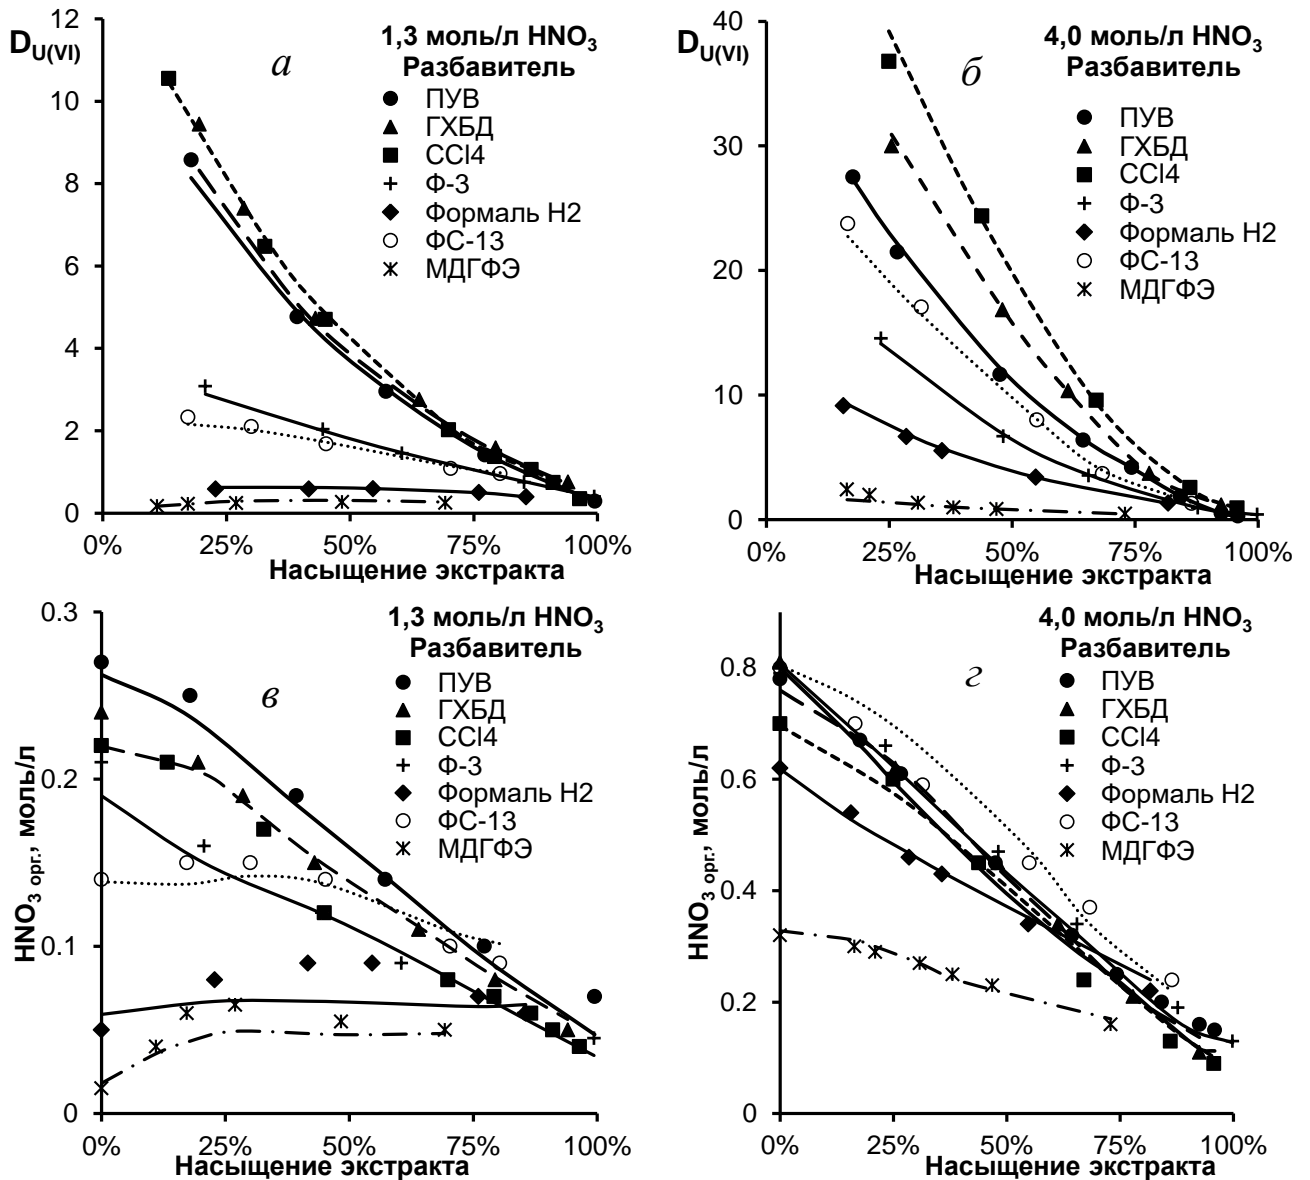 12
10
8
6
4
2
0
D U(VI)
а
1,3 моль/л HNO3
Разбавитель
ПУВ
ГХБД
CCl4
Ф-3
Формаль Н2
ФС-13
МДГФЭ
0% 25% 50% 75% 100%
Насыщение экстракта
40
30
20
10
0
D U(VI)
б
4,0 моль/л HNO3
Разбавитель
ПУВ
ГХБД
CCl4
Ф-3
Формаль Н2
ФС-13
МДГФЭ
0% 25% 50% 75% 100%
Насыщение экстракта
0.3
0.2
0.1
0
HNO3 орг., моль/л
в
1,3 моль/л HNO3
Разбавитель
ПУВ
ГХБД
CCl4
Ф-3
Формаль Н2
ФС-13
МДГФЭ
0% 25% 50% 75% 100%
Насыщение экстракта
0.8
0.6
0.4
0.2
0
HNO3 орг., моль/л
г
4,0 моль/л HNO3
Разбавитель
ПУВ
ГХБД
CCl4
Ф-3
Формаль Н2
ФС-13
МДГФЭ
0% 25% 50% 75% 100%
Насыщение экстракта